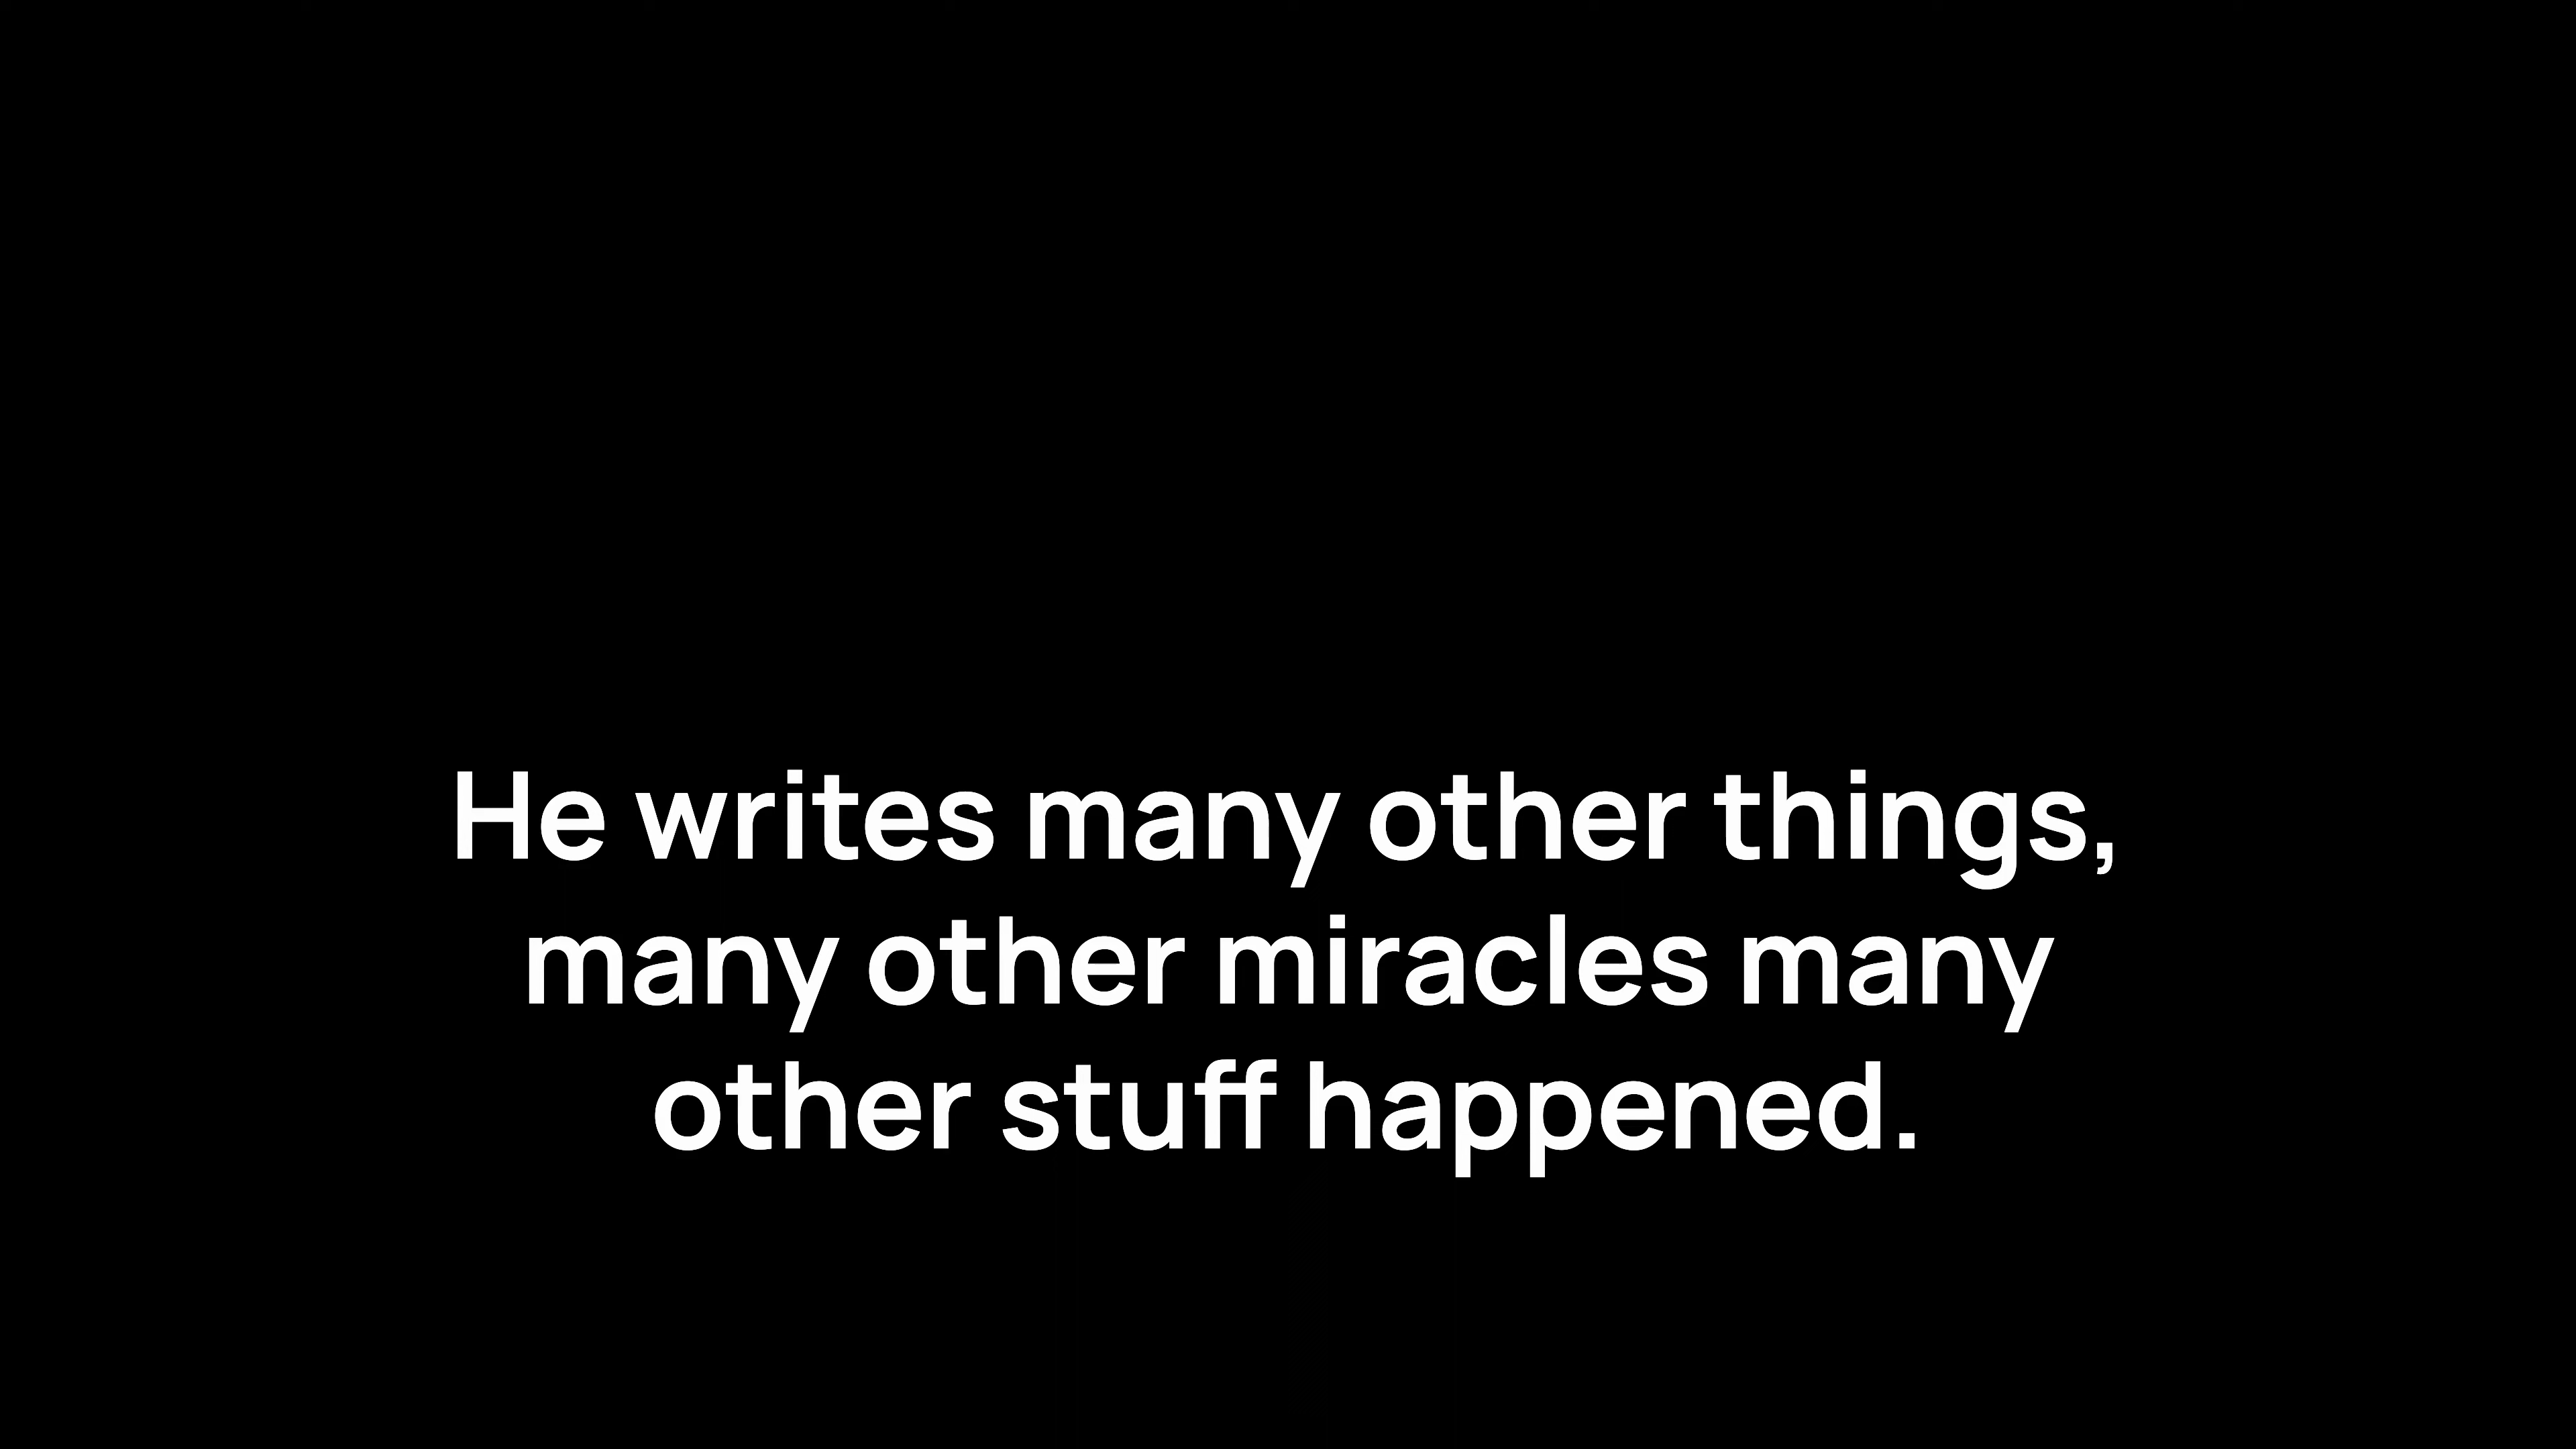 He writes many other things,
many other miracles many
other stuff happened.